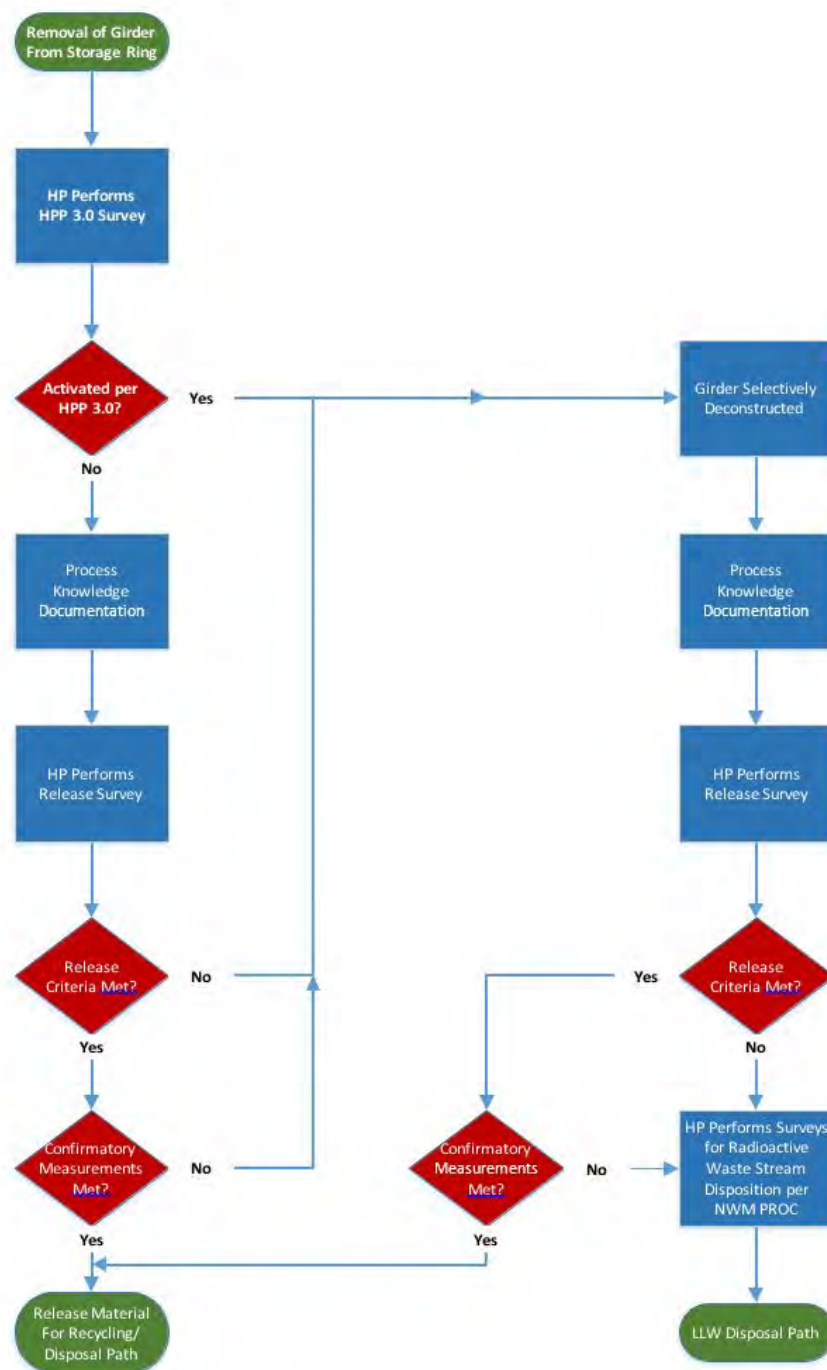 Removal of Girder
From Storage Ring
HP Performs
HPP 3.0 Survey
Activated per
HPP 3.0?
Yes
No
Girder Selectively
Deconstructed
Process
Knowledge
Documentation
Process
Knowledge
Documentation
HP Performs
Release Survey
HP Performs
Release Survey
Release
Criteria Met?
No
Yes
Yes
Release
Criteria Met?
No
Confirmatory
Measurements
Met?
No
Yes
Confirmatory
Measurements
Met?
No
Yes
HP Performs Surveys
for Radioactive
Waste Stream
Disposition per
NWM PROC
Release Material
For Recycling/
Disposal Path
LLW Disposal Path